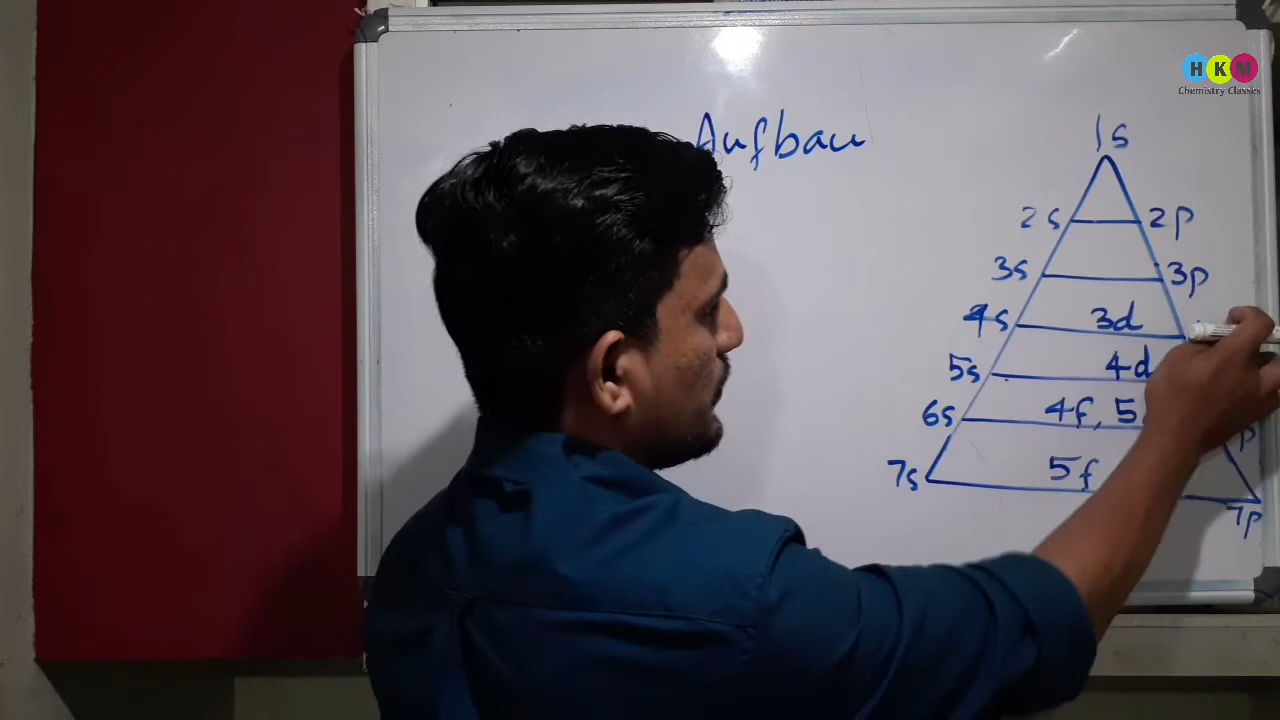 HKM
Chemistry Classes
Aufbau
1s
2s 2p
3s 3p
4s 3d
5s 4d
6s 4f, 5 p
7s 5f
7p